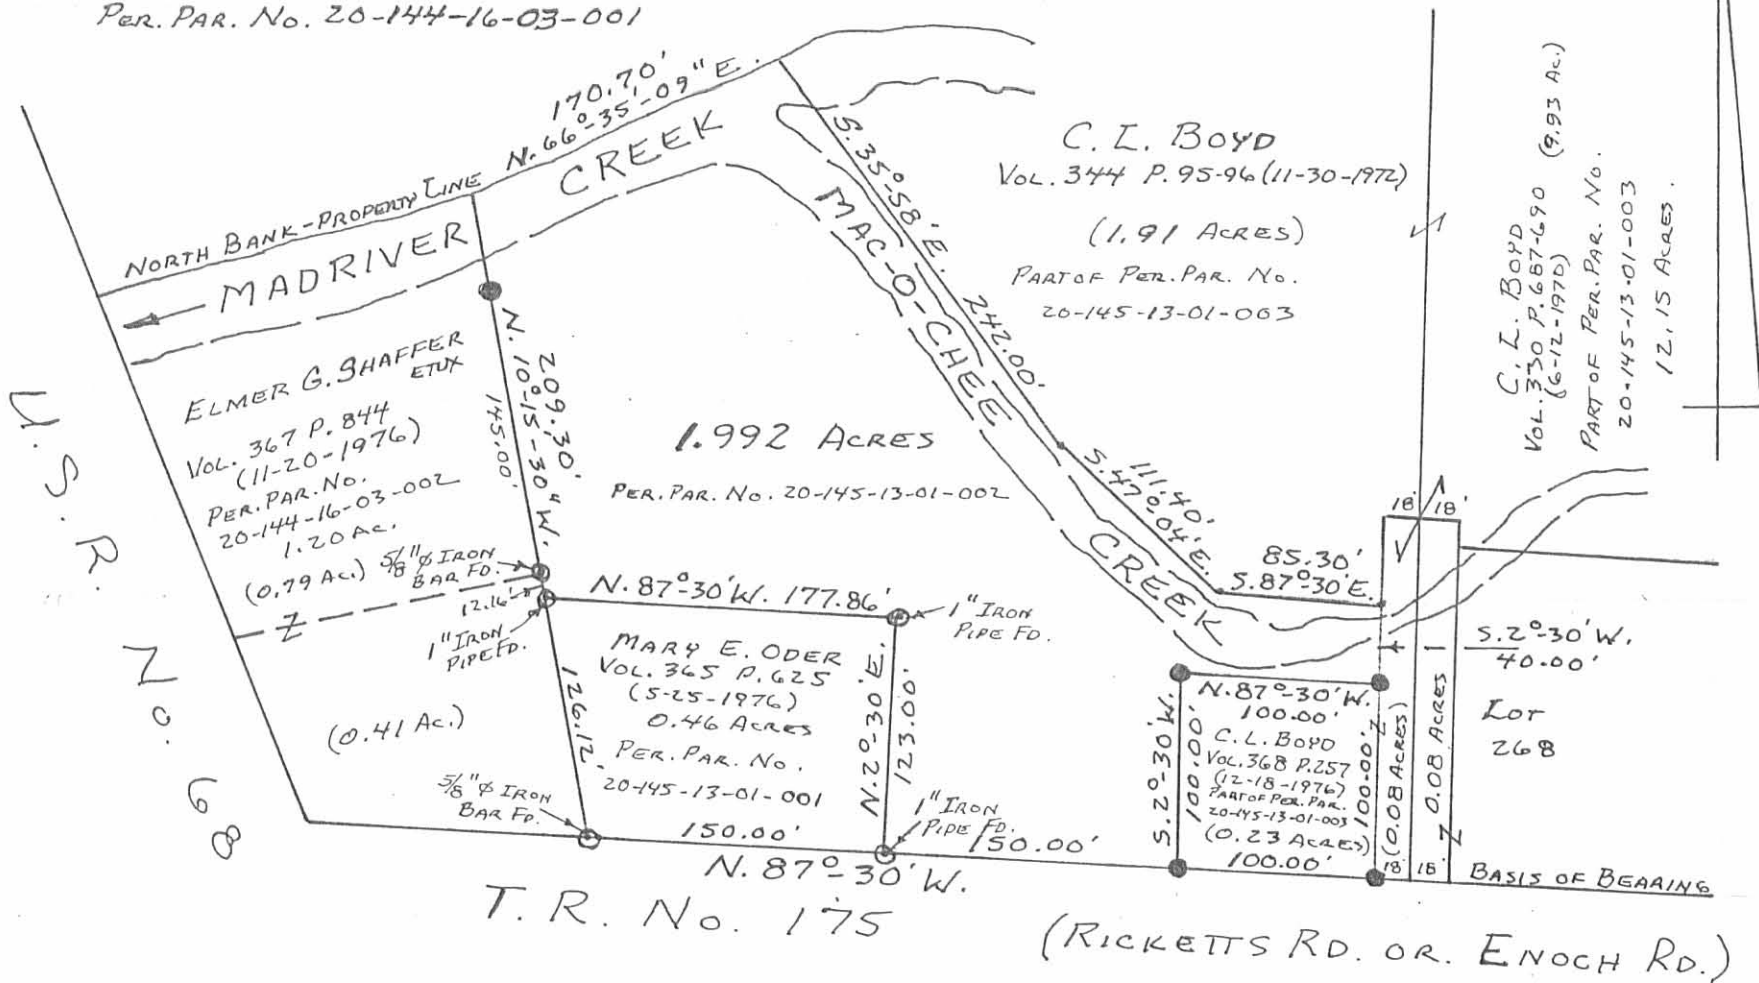 PER. PAR. NO. 20-144-16-03-001
170.70'
N. 66°-35'-09" E.
NORTH BANK-PROPERTY LINE
MADRIVER CREEK
S. 35°-58' E. 242.00'
MAC-O-CHEE CREEK
C. L. BOYD
VOL. 344 P. 95-96 (11-30-1972)
(1.91 ACRES)
PART OF PER. PAR. NO.
20-145-13-01-003
C. L. BOYD
VOL. 330 P. 687-690 (9.93 AC.)
(6-12-1970)
PART OF PER. PAR. NO.
20-145-13-01-003
12.15 ACRES.
ELMER G. SHAFFER
ETUX
VOL. 367 P. 844
(11-20-1976)
PER. PAR. NO.
20-144-16-03-002
1.20 AC.
(0.79 AC.)
5/8" ø IRON
BAR FD.
209.30'
N. 10°-15'-30" W.
145.00'
1.992 ACRES
PER. PAR. NO. 20-145-13-01-002
111.40'
S. 47°-04' E.
85.30'
S. 87°-30' E.
18' 18'
S. 2°-30' W.
40.00'
LOT
268
12.16'
1" IRON
PIPE FD.
N. 87°-30' W. 177.86'
1" IRON
PIPE FD.
MARY E. ODER
VOL. 365 P. 625
(5-25-1976)
0.46 ACRES
PER. PAR. NO.
20-145-13-01-001
126.12'
N. 2°-30' E.
123.00'
(0.41 AC.)
5/8" ø IRON
BAR FD.
150.00'
1" IRON
PIPE FD.
150.00'
N. 87°-30' W.
S. 2°-30' W.
100.00'
N. 87°-30' W.
100.00'
C. L. BOYD
VOL. 368 P. 257
(12-18-1976)
PART OF PER. PAR.
20-145-13-01-003
(0.23 ACRES)
100.00'
100.00'
(0.08 ACRES)
0.08 ACRES
18' 18'
BASIS OF BEARING
U. S. R. No. 68
T. R. No. 175
(RICKETTS RD. OR. ENOCH RD.)